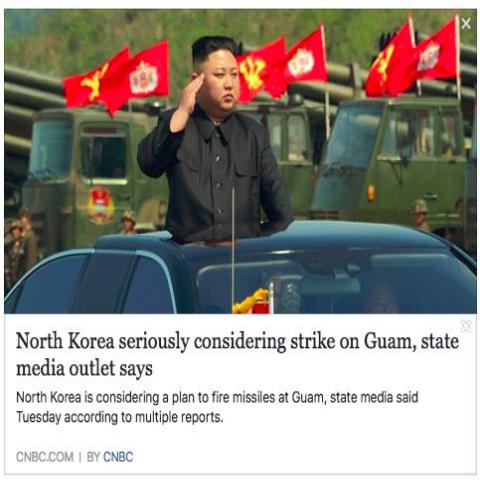 North Korea seriously considering strike on Guam, state
media outlet says
North Korea is considering a plan to fire missiles at Guam, state media said
Tuesday according to multiple reports.
CNBC.COM | BY CNBC